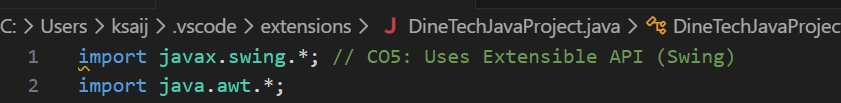 C: > Users > ksaij > .vscode > extensions > J DineTechJavaProject.java > DineTechJavaProjec
1 import javax.swing.*; // CO5: Uses Extensible API (Swing)
2 import java.awt.*;